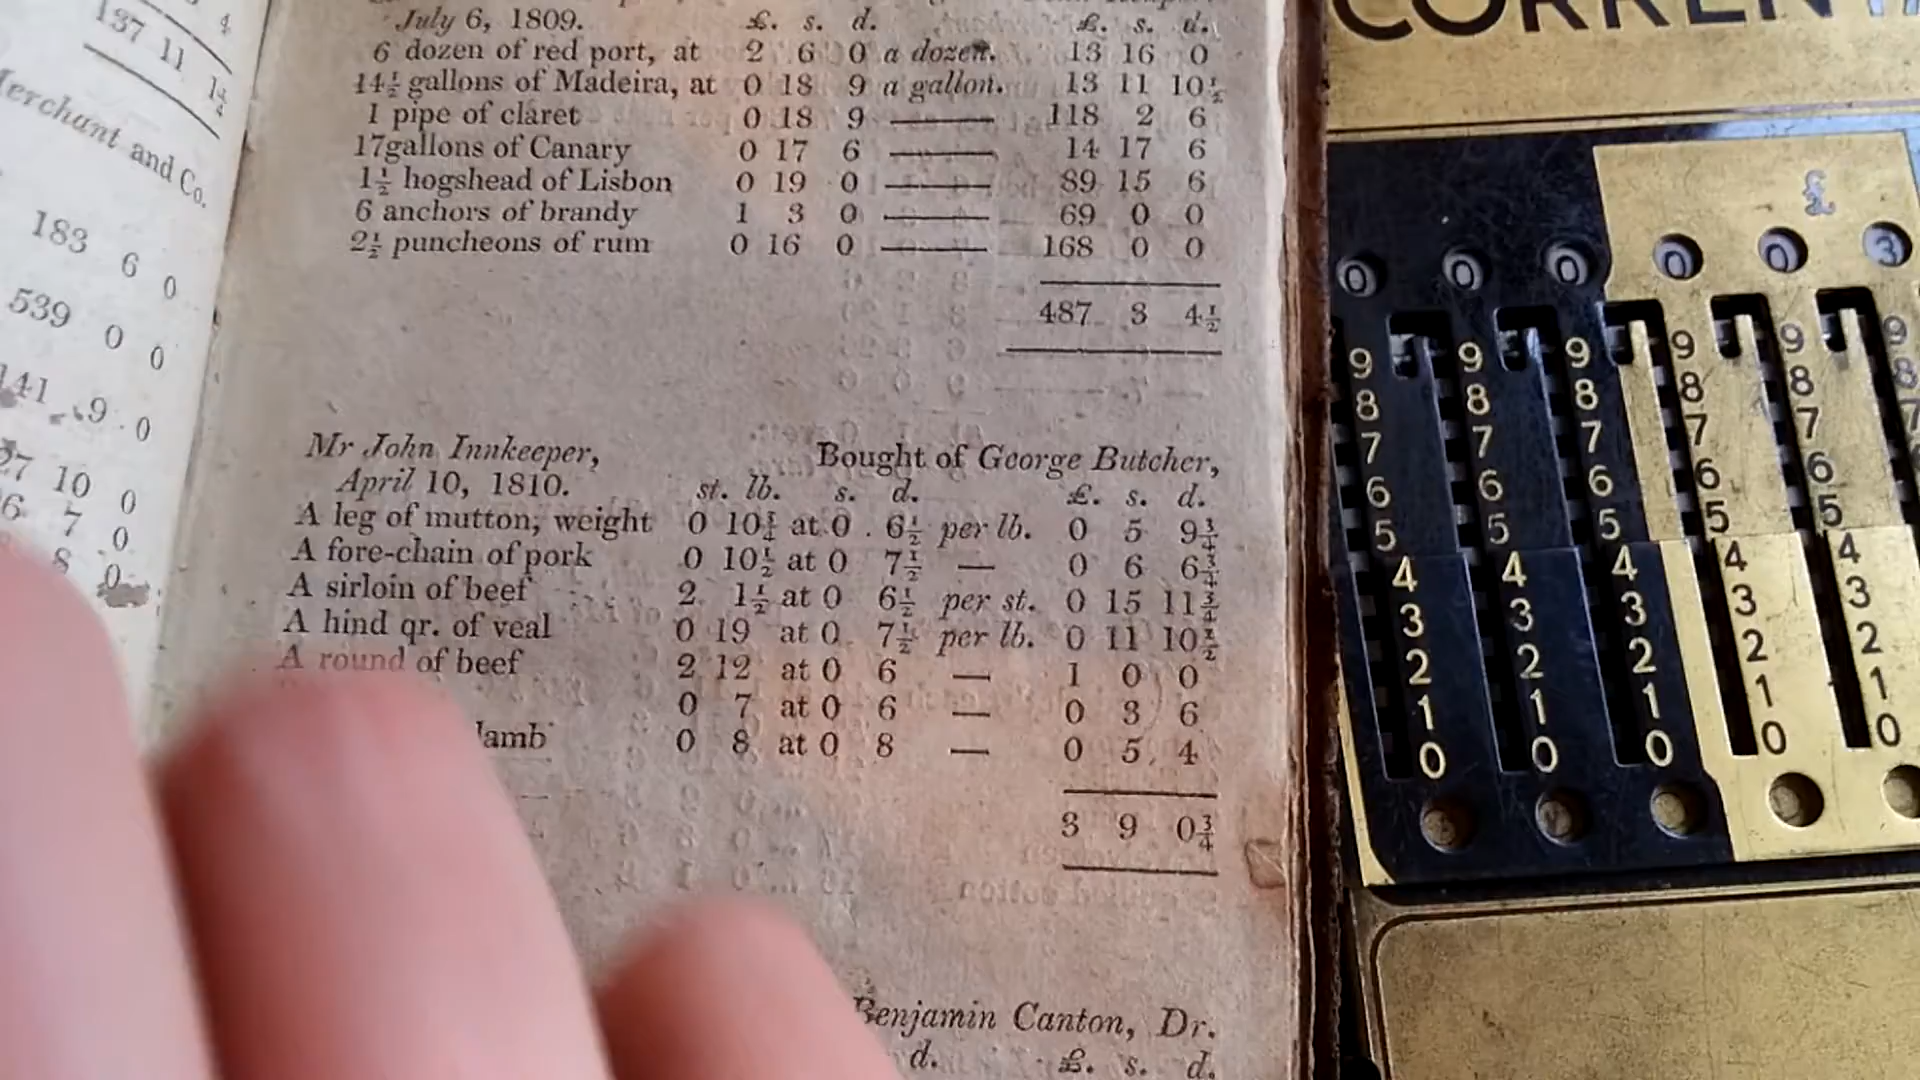 137 11 1¼
Merchant and Co.
183 6 0
539 0 0
141 9 0
10 0
7 0
8 0
July 6, 1809. £. s. d. £. s. d.
6 dozen of red port, at 2 6 0 a dozen. 13 16 0
14½ gallons of Madeira, at 0 18 9 a gallon. 13 11 10½
1 pipe of claret 0 18 9 —— 118 2 6
17gallons of Canary 0 17 6 —— 14 17 6
1½ hogshead of Lisbon 0 19 0 —— 89 15 6
6 anchors of brandy 1 3 0 —— 69 0 0
2½ puncheons of rum 0 16 0 —— 168 0 0
487 3 4½
Mr John Innkeeper, Bought of George Butcher,
April 10, 1810. st. lb. s. d. £. s. d.
A leg of mutton, weight 0 10¾ at 0 6½ per lb. 0 5 9¾
A fore-chain of pork 0 10½ at 0 7½ — 0 6 6¾
A sirloin of beef 2 1½ at 0 6½ per st. 0 15 11¾
A hind qr. of veal 0 19 at 0 7½ per lb. 0 11 10½
A round of beef 2 12 at 0 6 — 1 0 0
0 7 at 0 6 — 0 3 6
lamb 0 8 at 0 8 — 0 5 4
3 9 0¾
Benjamin Canton, Dr.
d. £. s. d.
£
0 0 0 0 0 3
9 9 9 9 9 9
8 8 8 8 8 8
7 7 7 7 7 7
6 6 6 6 6
5 5 5 5 5
4 4 4 4 4
3 3 3 3 3
2 2 2 2 2
1 1 1 1 1
0 0 0 0 0